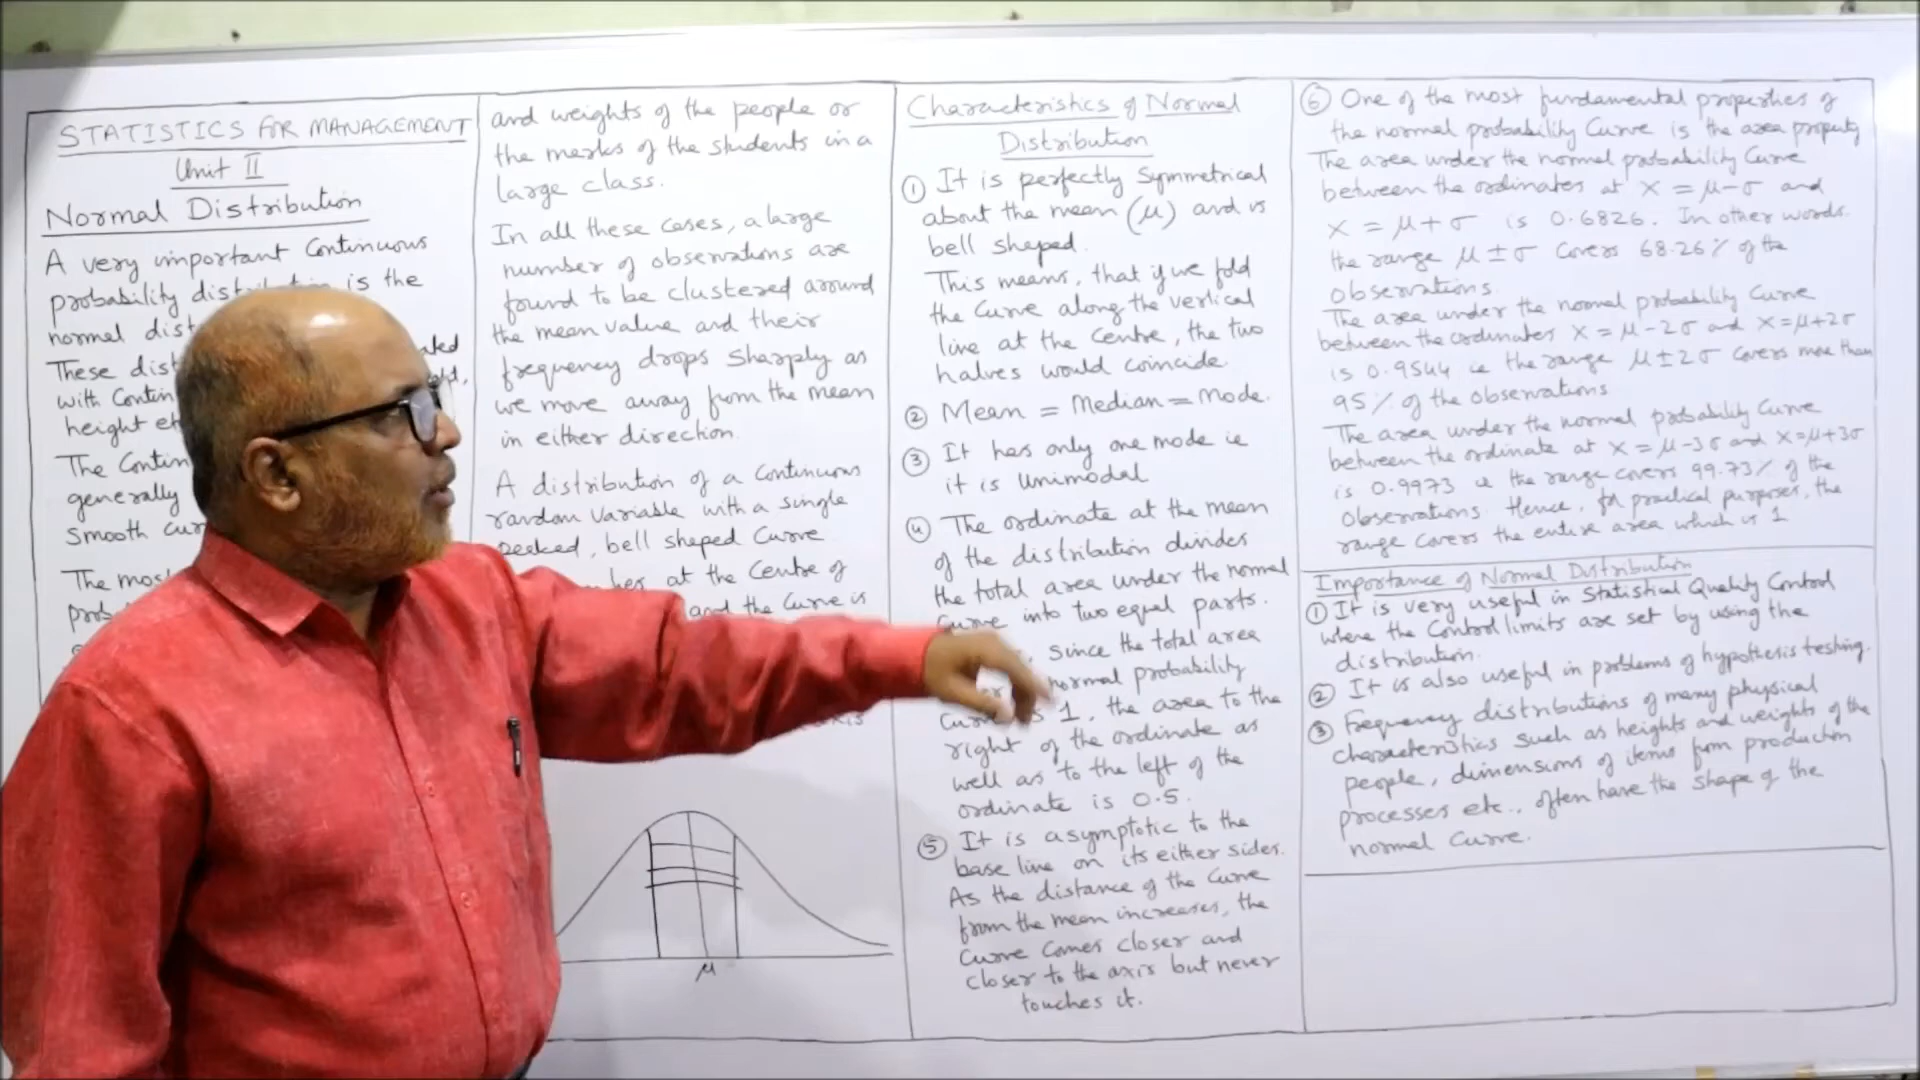 STATISTICS FOR MANAGEMENT
Unit II
Normal Distribution
A very important Continuous
probability is the
normal
These
with
height
The
generally
Smooth
The
and weights of the people or
the marks of the students in a
large class.
In all these cases, a large
number of observations are
found to be clustered around
the mean value and their
frequency drops sharply as
we move away from the mean
in either direction.
A distribution of a continuous
random variable with a single
peaked, bell shaped Curve
at the Centre of
and the Curve is
axis
μ
Characteristics of Normal
Distribution
① It is perfectly symmetrical
about the mean (μ) and is
bell shaped.
This means, that if we fold
the Curve along the vertical
line at the Centre, the two
halves would coincide.
② Mean = Median = Mode.
③ It has only one mode ie
it is Unimodal
④ The ordinate at the mean
of the distribution divides
the total area under the normal
Curve into two equal parts.
since the total area
normal probability
1, the area to the
right of the ordinate as
well as to the left of the
ordinate is 0.5.
⑤ It is asymptotic to the
base line on its either sides.
As the distance of the Curve
from the mean increases, the
Curve comes closer and
closer to the axis but never
touches it.
⑥ One of the most fundamental properties of
the normal probability Curve is the area property
The area under the normal probability Curve
between the ordinates at X = μ-σ and
X = μ+σ is 0.6826. In other words.
the range μ±σ Covers 68.26% of the
observations.
The area under the normal probability Curve
between the ordinates X = μ-2σ and X=μ+2σ
is 0.9544 ie the range μ±2σ covers more than
95% of the observations
The area under the normal probability Curve
between the ordinate at X = μ-3σ and X=μ+3σ
is 0.9973 ie the range covers 99.73% of the
Observations. Hence, for practical purposes, the
range covers the entire area which is 1
Importance of Normal Distribution
① It is very useful in Statistical Quality Control
where the Control limits are set by using the
distribution.
② It is also useful in problems of hypothesis testing.
③ Frequency distributions of many physical
characteristics such as heights and weights of the
people, dimensions of items from production
processes etc., often have the shape of the
normal Curve.